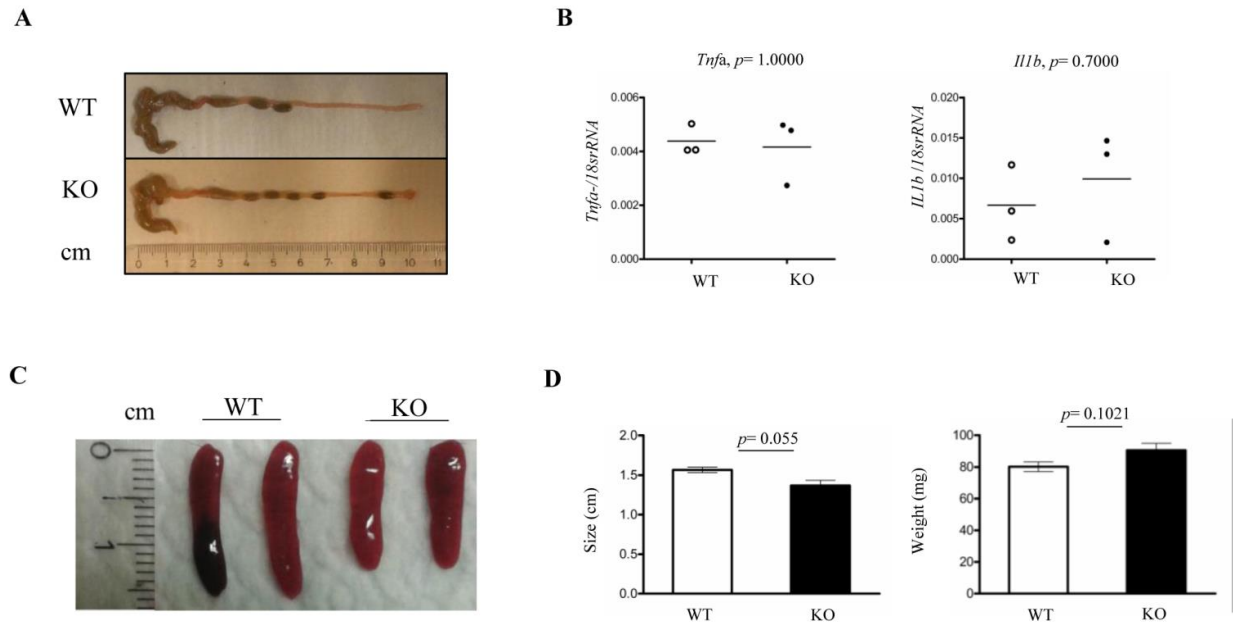 A
WT
KO
cm
0 1 2 3 4 5 6 7 8 9 10 11
B
Tnfa, p= 1.0000
Tnfa-/18srRNA
0.006
0.004
0.002
0.000
WT KO
Il1b, p= 0.7000
IL1b /18srRNA
0.020
0.015
0.010
0.005
0.000
WT KO
C
cm WT KO
0
1
D
p= 0.055
Size (cm)
2.0
1.5
1.0
0.5
0.0
WT KO
p= 0.1021
Weight (mg)
100
80
60
40
20
0
WT KO